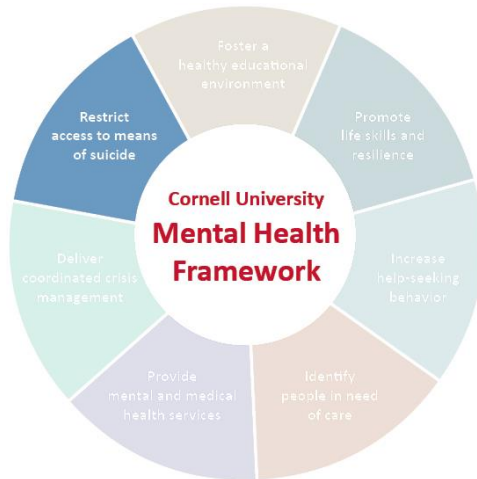 Foster a
healthy educational
environment
Promote
life skills and
resilience
Increase
help-seeking
behavior
Identify
people in need
of care
Provide
mental and medical
health services
Deliver
coordinated crisis
management
Restrict
access to means
of suicide
Cornell University
Mental Health
Framework